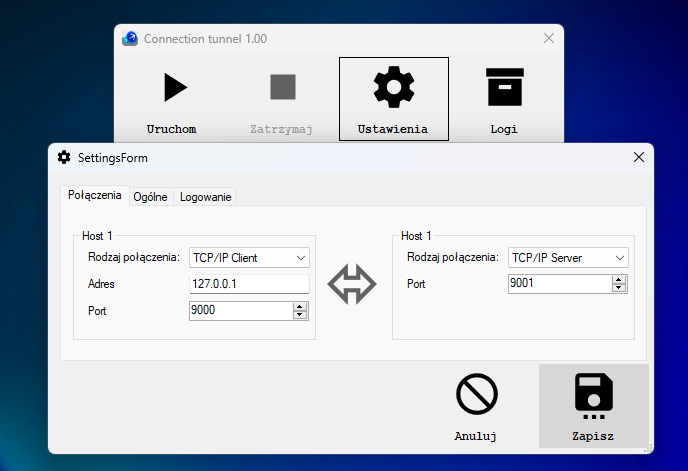 Connection tunnel 1.00
Uruchom Zatrzymaj Ustawienia Logi
SettingsForm
Połączenia Ogólne Logowanie
Host 1
Rodzaj połączenia: TCP/IP Client
Adres 127.0.0.1
Port 9000
Host 1
Rodzaj połączenia: TCP/IP Server
Port 9001
Anuluj Zapisz